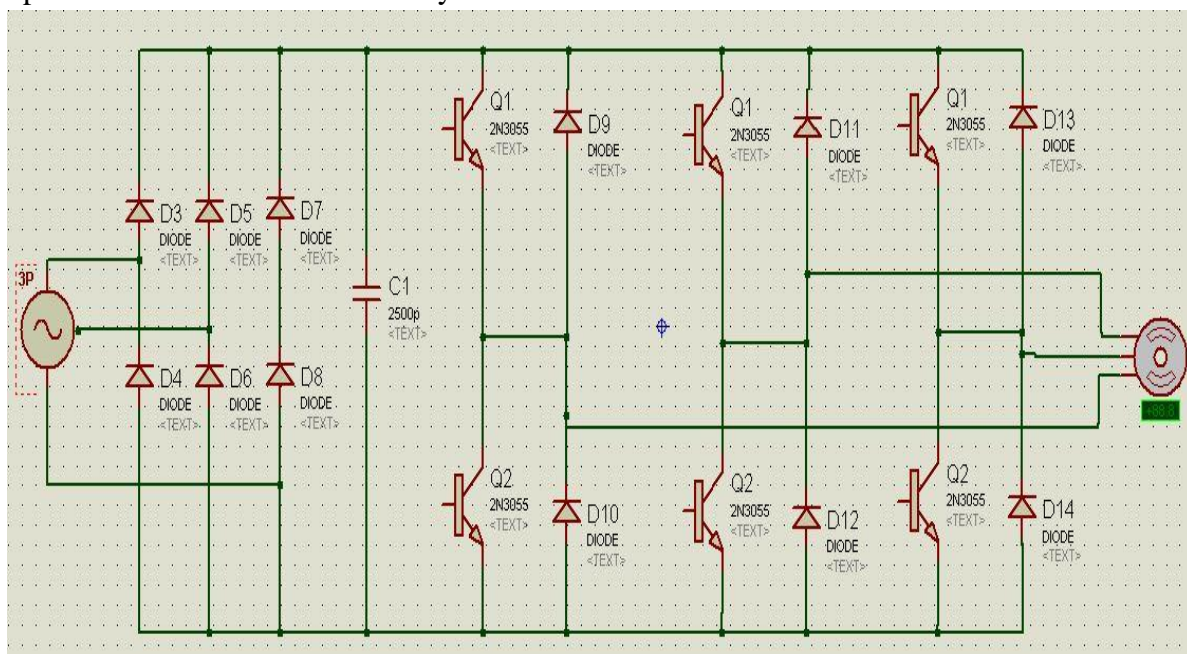 Q1
2N3055
<TEXT>
D9
DIODE
<TEXT>
Q1
2N3055
<TEXT>
D11
DIODE
<TEXT>
Q1
2N3055
<TEXT>
D13
DIODE
<TEXT>
D3
DIODE
<TEXT>
D5
DIODE
<TEXT>
D7
DIODE
<TEXT>
3P
C1
2500p
<TEXT>
D4
DIODE
<TEXT>
D6
DIODE
<TEXT>
D8
DIODE
<TEXT>
+88.8
Q2
2N3055
<TEXT>
D10
DIODE
<TEXT>
Q2
2N3055
<TEXT>
D12
DIODE
<TEXT>
Q2
2N3055
<TEXT>
D14
DIODE
<TEXT>